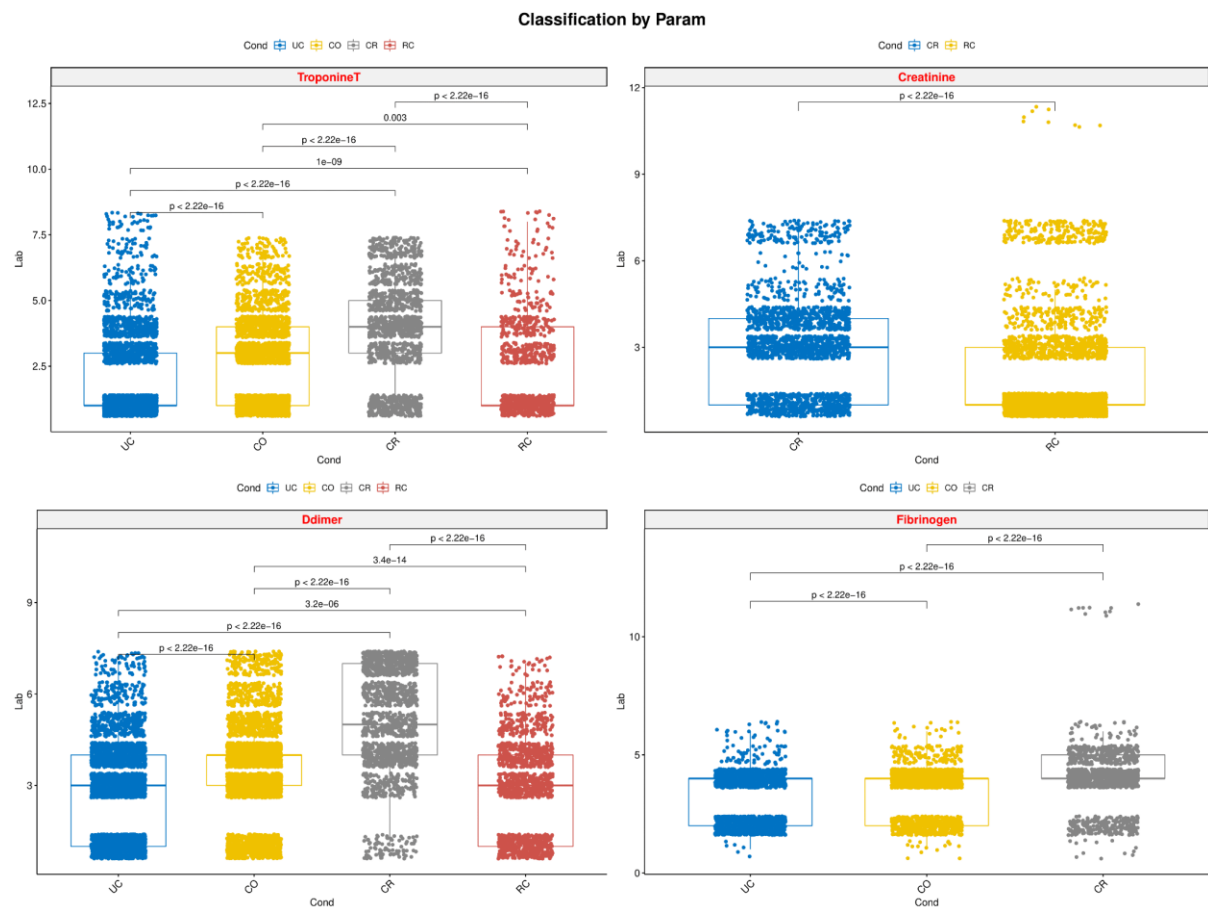 Classification by Param
Cond UC CO CR RC
TroponineT
12.5
10.0
7.5
5.0
2.5
Lab
p < 2.22e-16
0.003
p < 2.22e-16
1e-09
p < 2.22e-16
p < 2.22e-16
UC CO CR RC
Cond
Cond CR RC
Creatinine
12
9
6
3
Lab
p < 2.22e-16
CR RC
Cond
Cond UC CO CR RC
Ddimer
9
6
3
Lab
p < 2.22e-16
3.4e-14
p < 2.22e-16
3.2e-06
p < 2.22e-16
p < 2.22e-16
UC CO CR RC
Cond
Cond UC CO CR
Fibrinogen
10
5
0
Lab
p < 2.22e-16
p < 2.22e-16
p < 2.22e-16
UC CO CR
Cond